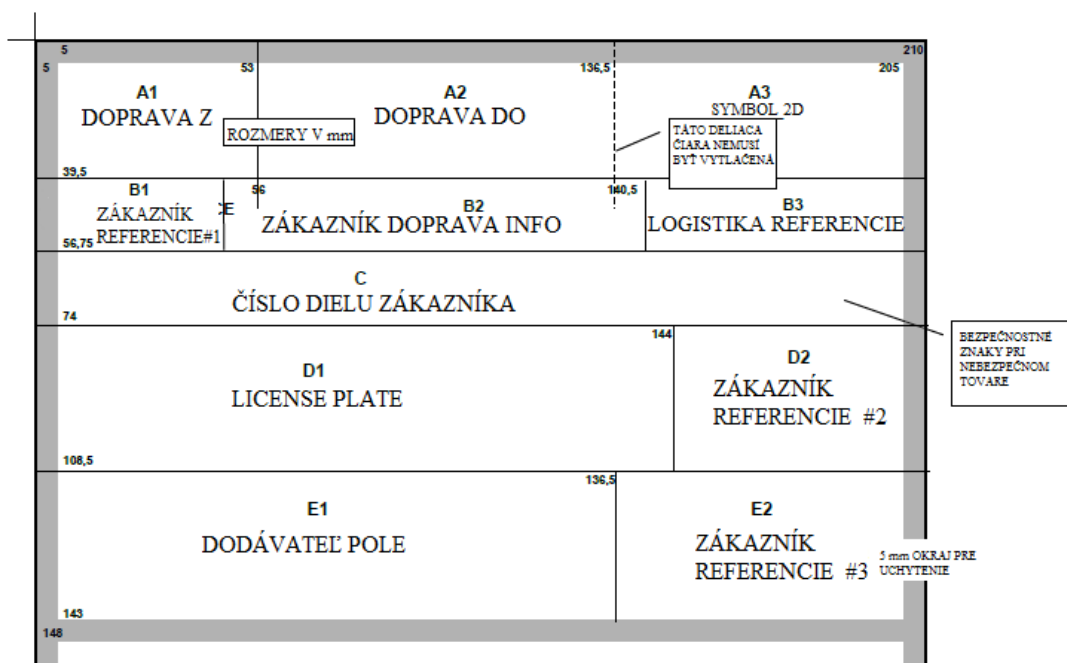 5
210
5
53
136,5
205
A1
DOPRAVA Z
A2
DOPRAVA DO
A3
SYMBOL 2D
ROZMERY V mm
TÁTO DELIACA
ČIARA NEMUSÍ
BYŤ VYTLAČENÁ
39,5
B1
ZÁKAZNÍK
REFERENCIE#1
56
B2
ZÁKAZNÍK DOPRAVA INFO
140,5
B3
LOGISTIKA REFERENCIE
56,75
C
ČÍSLO DIELU ZÁKAZNÍKA
74
144
BEZPEČNOSTNÉ
ZNAKY PRI
NEBEZPEČNOM
TOVARE
D1
LICENSE PLATE
D2
ZÁKAZNÍK
REFERENCIE #2
108,5
136,5
E1
DODÁVATEĽ POLE
E2
ZÁKAZNÍK
REFERENCIE #3
5 mm OKRAJ PRE
UCHYTENIE
143
148